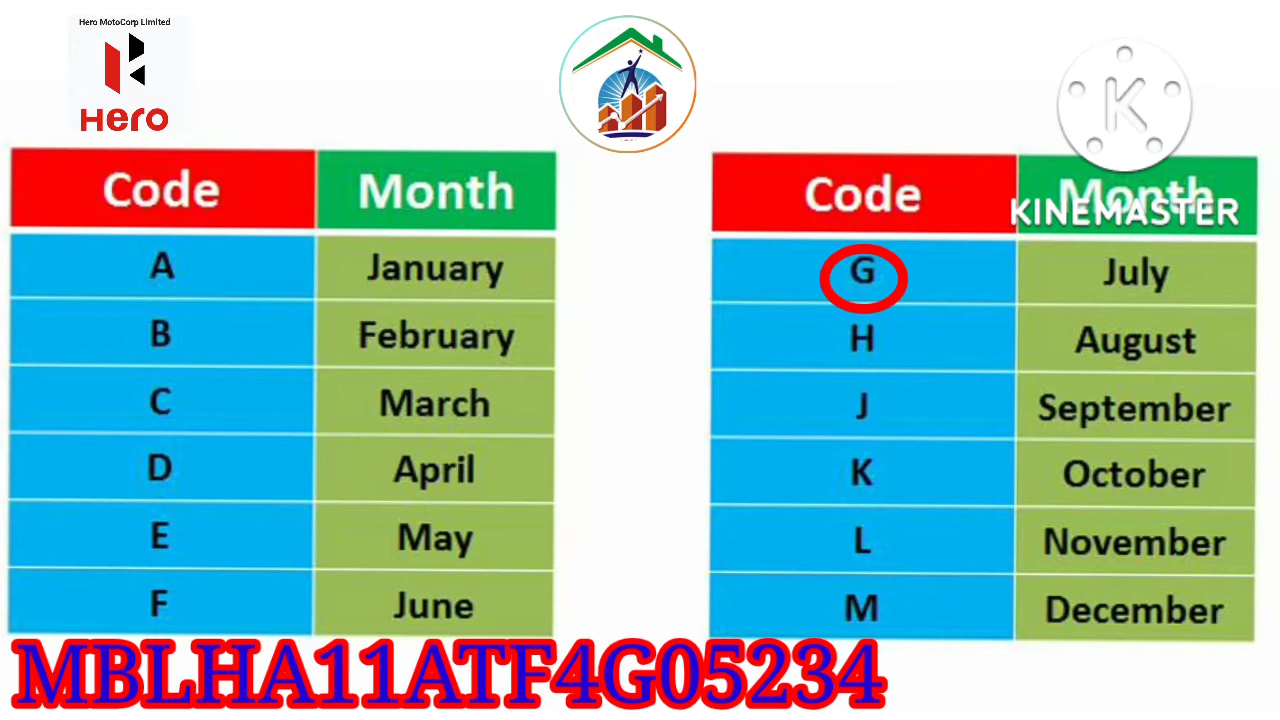 Hero MotoCorp Limited
Hero
K
KINEMASTER
Code Month
A January
B February
C March
D April
E May
F June
Code Month
G July
H August
J September
K October
L November
M December
MBLHA11ATF4G05234